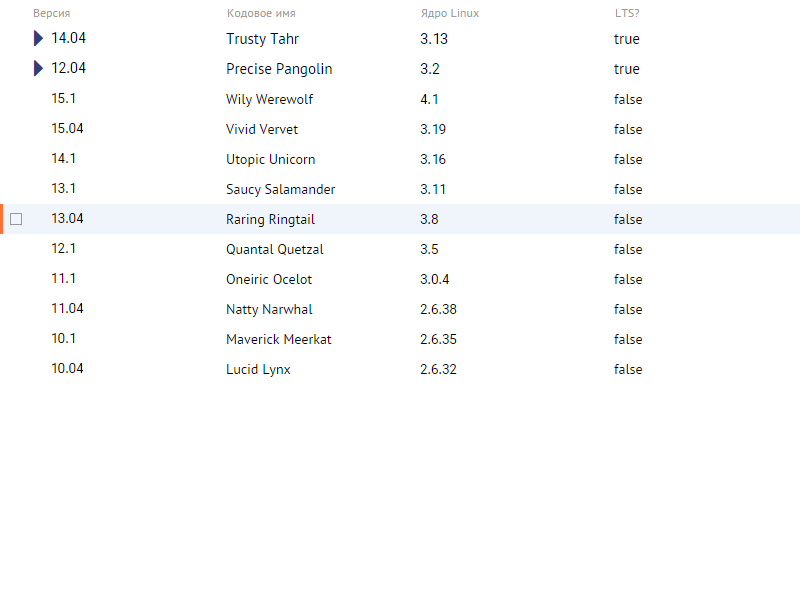 Версия Кодовое имя Ядро Linux LTS?
14.04 Trusty Tahr 3.13 true
12.04 Precise Pangolin 3.2 true
15.1 Wily Werewolf 4.1 false
15.04 Vivid Vervet 3.19 false
14.1 Utopic Unicorn 3.16 false
13.1 Saucy Salamander 3.11 false
13.04 Raring Ringtail 3.8 false
12.1 Quantal Quetzal 3.5 false
11.1 Oneiric Ocelot 3.0.4 false
11.04 Natty Narwhal 2.6.38 false
10.1 Maverick Meerkat 2.6.35 false
10.04 Lucid Lynx 2.6.32 false